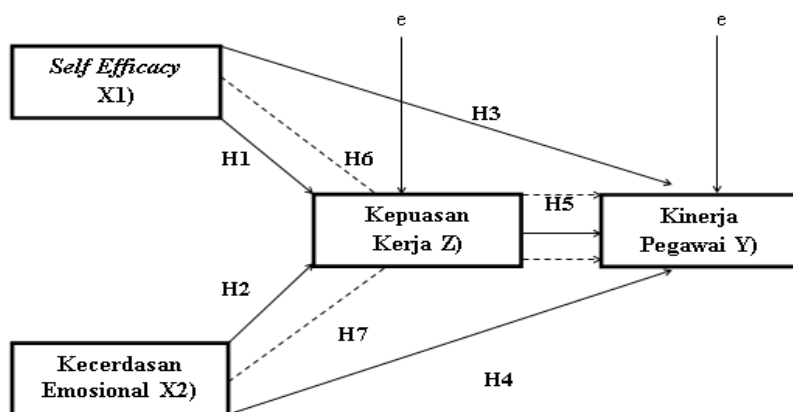 e
e
Self Efficacy
X1)
H3
H1
H6
Kepuasan
Kerja Z)
H5
Kinerja
Pegawai Y)
H2
H7
Kecerdasan
Emosional X2)
H4